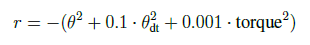 r = −(θ² + 0.1 · θ²_dt + 0.001 · torque²)